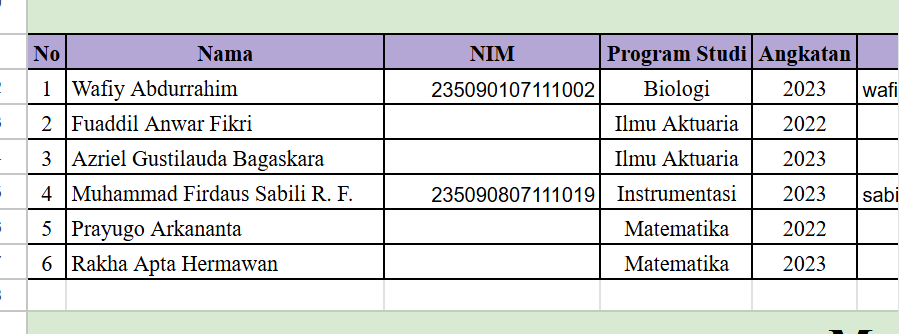 No Nama NIM Program Studi Angkatan
1 Wafiy Abdurrahim 235090107111002 Biologi 2023 wafi
2 Fuaddil Anwar Fikri Ilmu Aktuaria 2022
3 Azriel Gustilauda Bagaskara Ilmu Aktuaria 2023
4 Muhammad Firdaus Sabili R. F. 235090807111019 Instrumentasi 2023 sabi
5 Prayugo Arkananta Matematika 2022
6 Rakha Apta Hermawan Matematika 2023